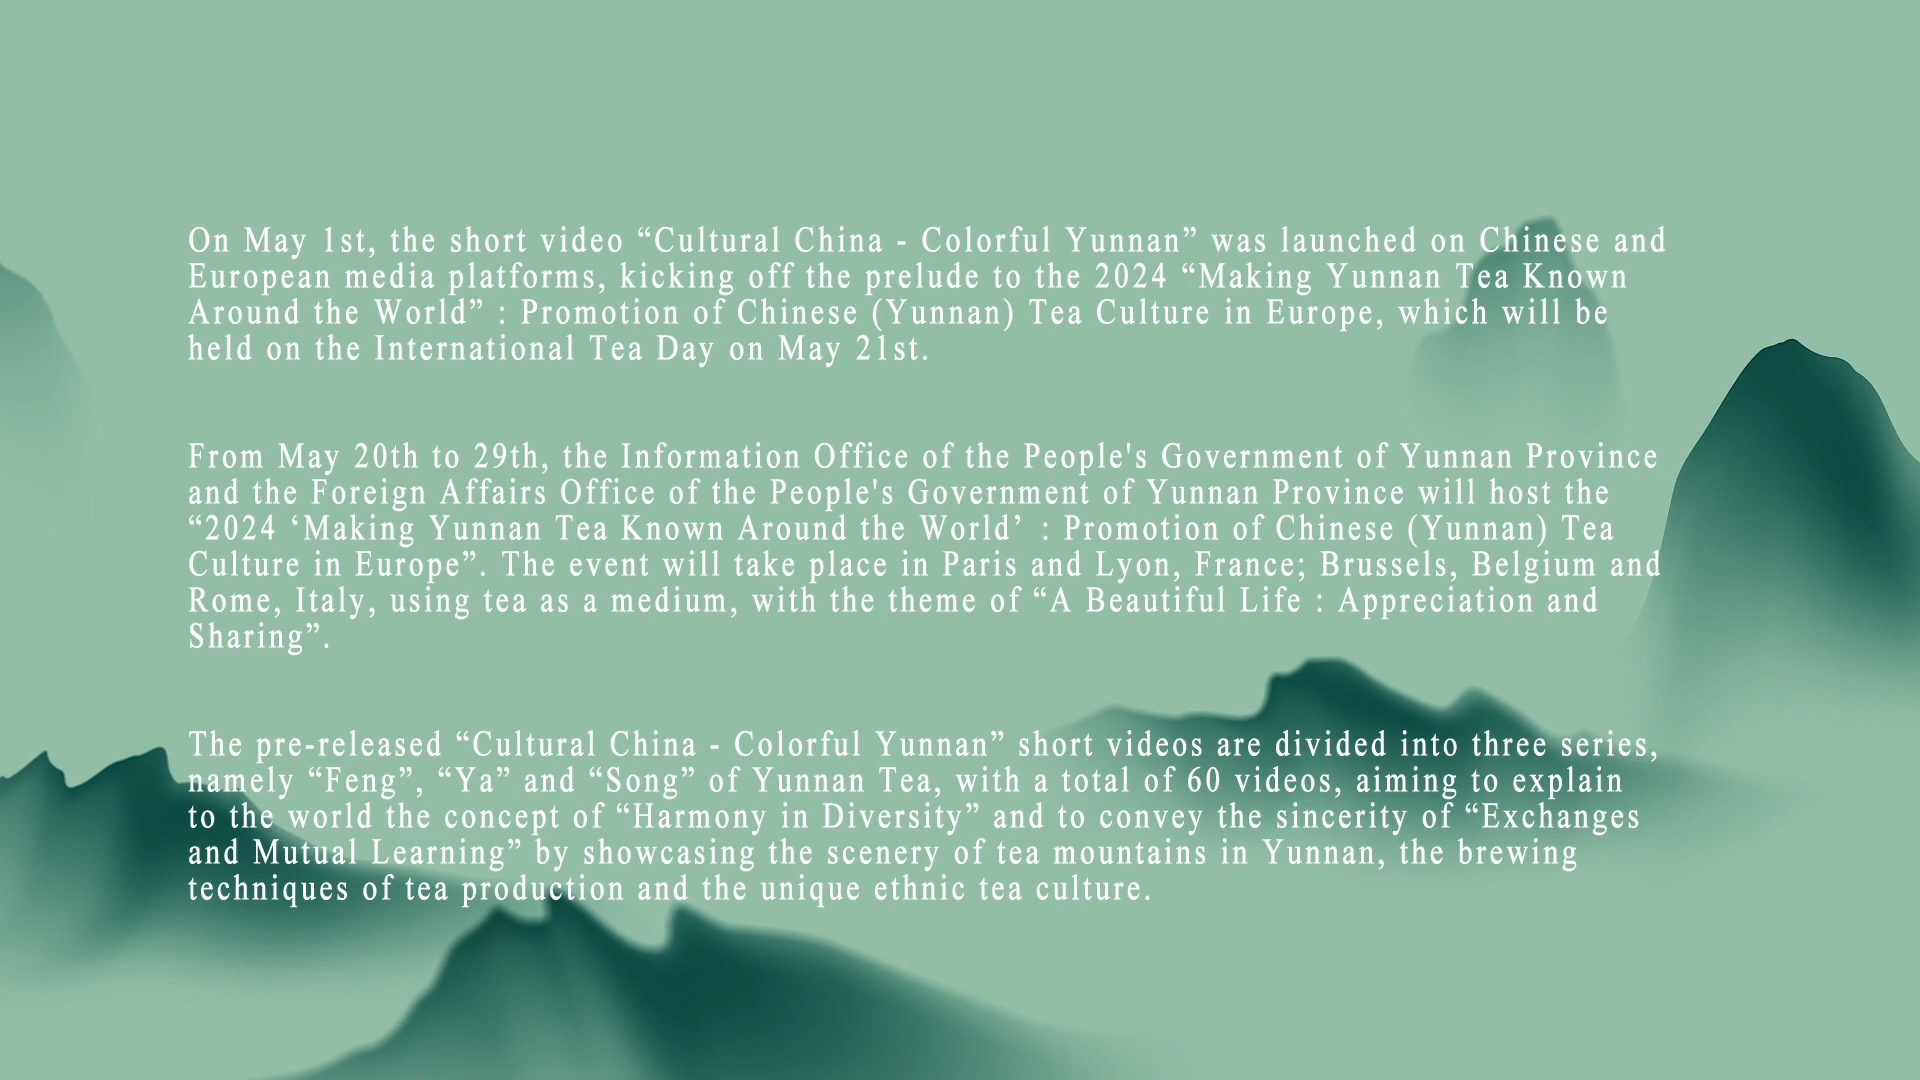 On May 1st, the short video “Cultural China - Colorful Yunnan” was launched on Chinese and
European media platforms, kicking off the prelude to the 2024 “Making Yunnan Tea Known
Around the World” : Promotion of Chinese (Yunnan) Tea Culture in Europe, which will be
held on the International Tea Day on May 21st.
From May 20th to 29th, the Information Office of the People's Government of Yunnan Province
and the Foreign Affairs Office of the People's Government of Yunnan Province will host the
“2024 ‘Making Yunnan Tea Known Around the World’ : Promotion of Chinese (Yunnan) Tea
Culture in Europe”. The event will take place in Paris and Lyon, France; Brussels, Belgium and
Rome, Italy, using tea as a medium, with the theme of “A Beautiful Life : Appreciation and
Sharing”.
The pre-released “Cultural China - Colorful Yunnan” short videos are divided into three series,
namely “Feng”, “Ya” and “Song” of Yunnan Tea, with a total of 60 videos, aiming to explain
to the world the concept of “Harmony in Diversity” and to convey the sincerity of “Exchanges
and Mutual Learning” by showcasing the scenery of tea mountains in Yunnan, the brewing
techniques of tea production and the unique ethnic tea culture.